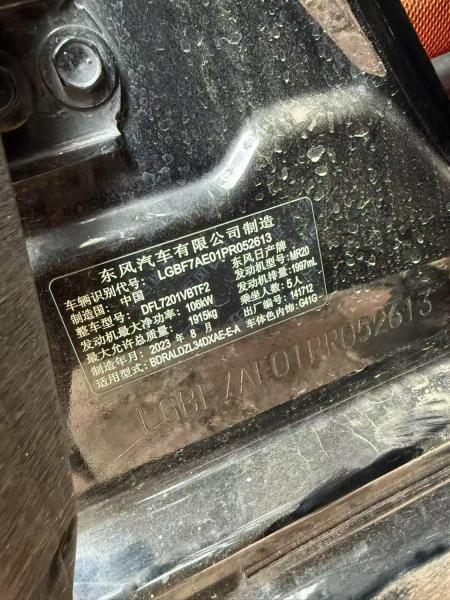 东风汽车有限公司制造
车辆识别代号: LGBF7AE01PR052613
制造国: 中国 东风日产牌
整车型号: DFL7201VBTF2 发动机型号: MR20
发动机最大净功率: 106kW 发动机排量: 1997mL
最大允许总质量: 1815kg 乘坐人数: 5人
制造年月: 2023 年 8 月 出厂编号: 141712
适用型式: BDRALDZL34DXAE-E-A 车体色内饰: G41G
LGBF7AE01PR052613